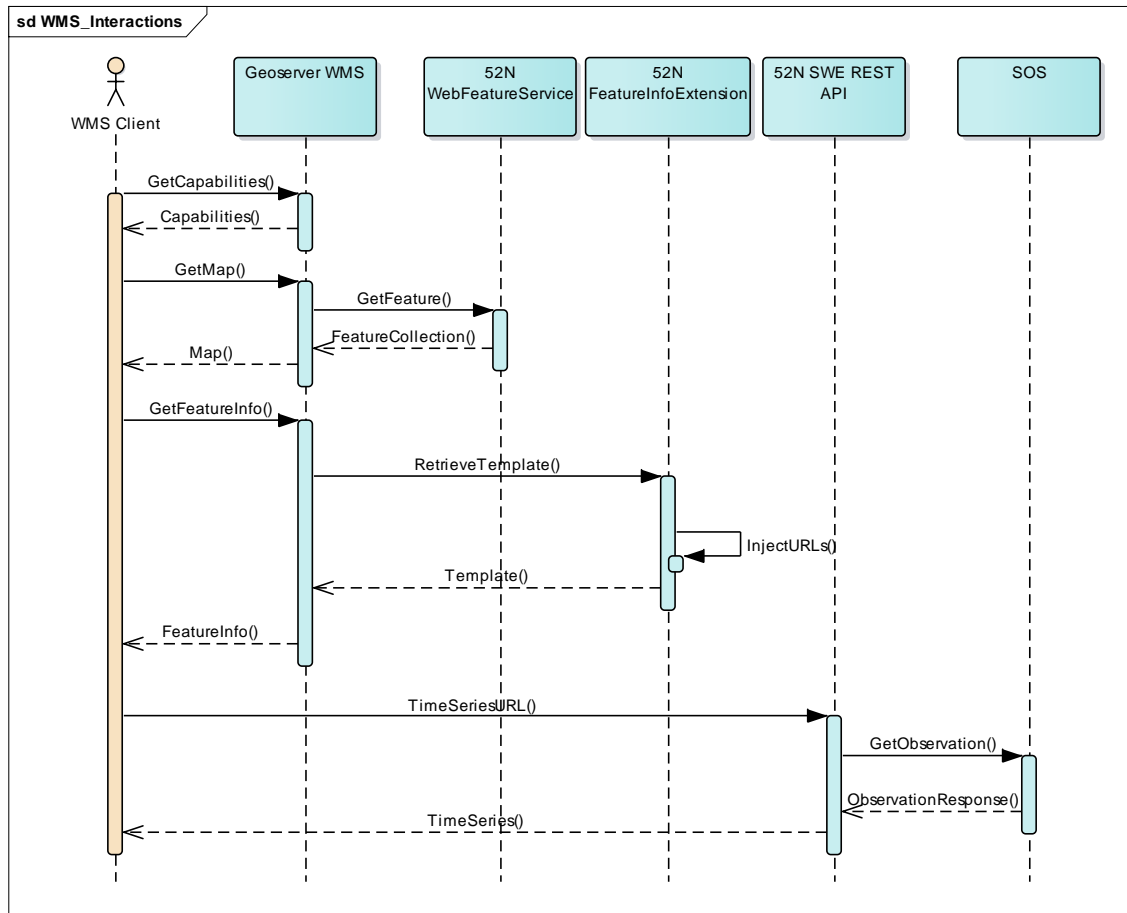 sd WMS_Interactions
WMS Client
Geoserver WMS
52N
WebFeatureService
52N
FeatureInfoExtension
52N SWE REST
API
SOS
GetCapabilities()
Capabilities()
GetMap()
GetFeature()
FeatureCollection()
Map()
GetFeatureInfo()
RetrieveTemplate()
InjectURLs()
Template()
FeatureInfo()
TimeSeriesURL()
GetObservation()
ObservationResponse()
TimeSeries()